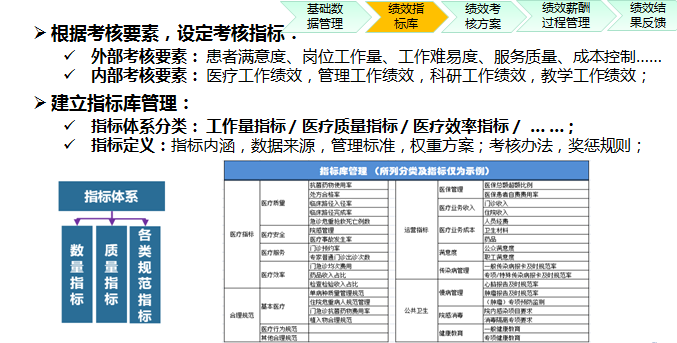 基础数据管理
绩效指标库
绩效考核方案
绩效薪酬过程管理
绩效结果反馈
根据考核要素，设定考核指标：
外部考核要素：患者满意度、岗位工作量、工作难易度、服务质量、成本控制......
内部考核要素：医疗工作绩效，管理工作绩效，科研工作绩效，教学工作绩效；
建立指标库管理：
指标体系分类：工作量指标 / 医疗质量指标 / 医疗效率指标 / ... ... ；
指标定义：指标内涵，数据来源，管理标准，权重方案；考核办法，奖惩规则；
指标体系
数量指标
质量指标
各类规范指标
指标库管理 （所列分类及指标仅为示例）
医疗指标
医疗质量
抗菌药物使用率
处方合格率
临床路径入径率
临床路径完成率
急诊危重抢救死亡例数
医疗安全
院感管理
医疗事故发生率
医疗服务
门诊预约率
专家普通门诊出诊次数
医疗效率
门急诊均次费用
药品收入占比
检查检验收入占比
合理规范
基本医疗
单病种质量管理规范
住院危重病人规范管理
门急诊抗菌药物费用率
植入物合理规范
医疗行为规范
其他合理规范
运营指标
医保管理
医保总额超额比例
医保患者自费费用率
医疗业务收入
门诊收入
住院收入
医疗业务成本
人员经费
卫生材料
药品
满意度
公众满意度
职工满意度
公共卫生
传染病管理
一般传染病报卡及时规范率
专项/特殊传染病报卡及时规范率
慢病管理
心脑报告及时规范率
肿瘤报告及时规范率
（肿瘤）专项预防监测
院感消毒
院内感染项目要求
消毒隔离专项要求
健康教育
一般健康教育
专项健康教育